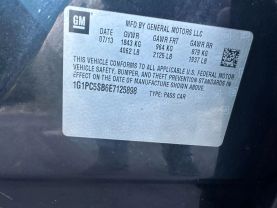 GM
MFD BY GENERAL MOTORS LLC
DATE GVWR GAWR FRT GAWR RR
07/13 1843 KG 964 KG 879 KG
4062 LB 2125 LB 1937 LB
THIS VEHICLE CONFORMS TO ALL APPLICABLE U.S. FEDERAL MOTOR
VEHICLE SAFETY, BUMPER, AND THEFT PREVENTION STANDARDS IN
EFFECT ON THE DATE OF MANUFACTURE SHOWN ABOVE.
1G1PC5SB6E7125898
TYPE: PASS CAR